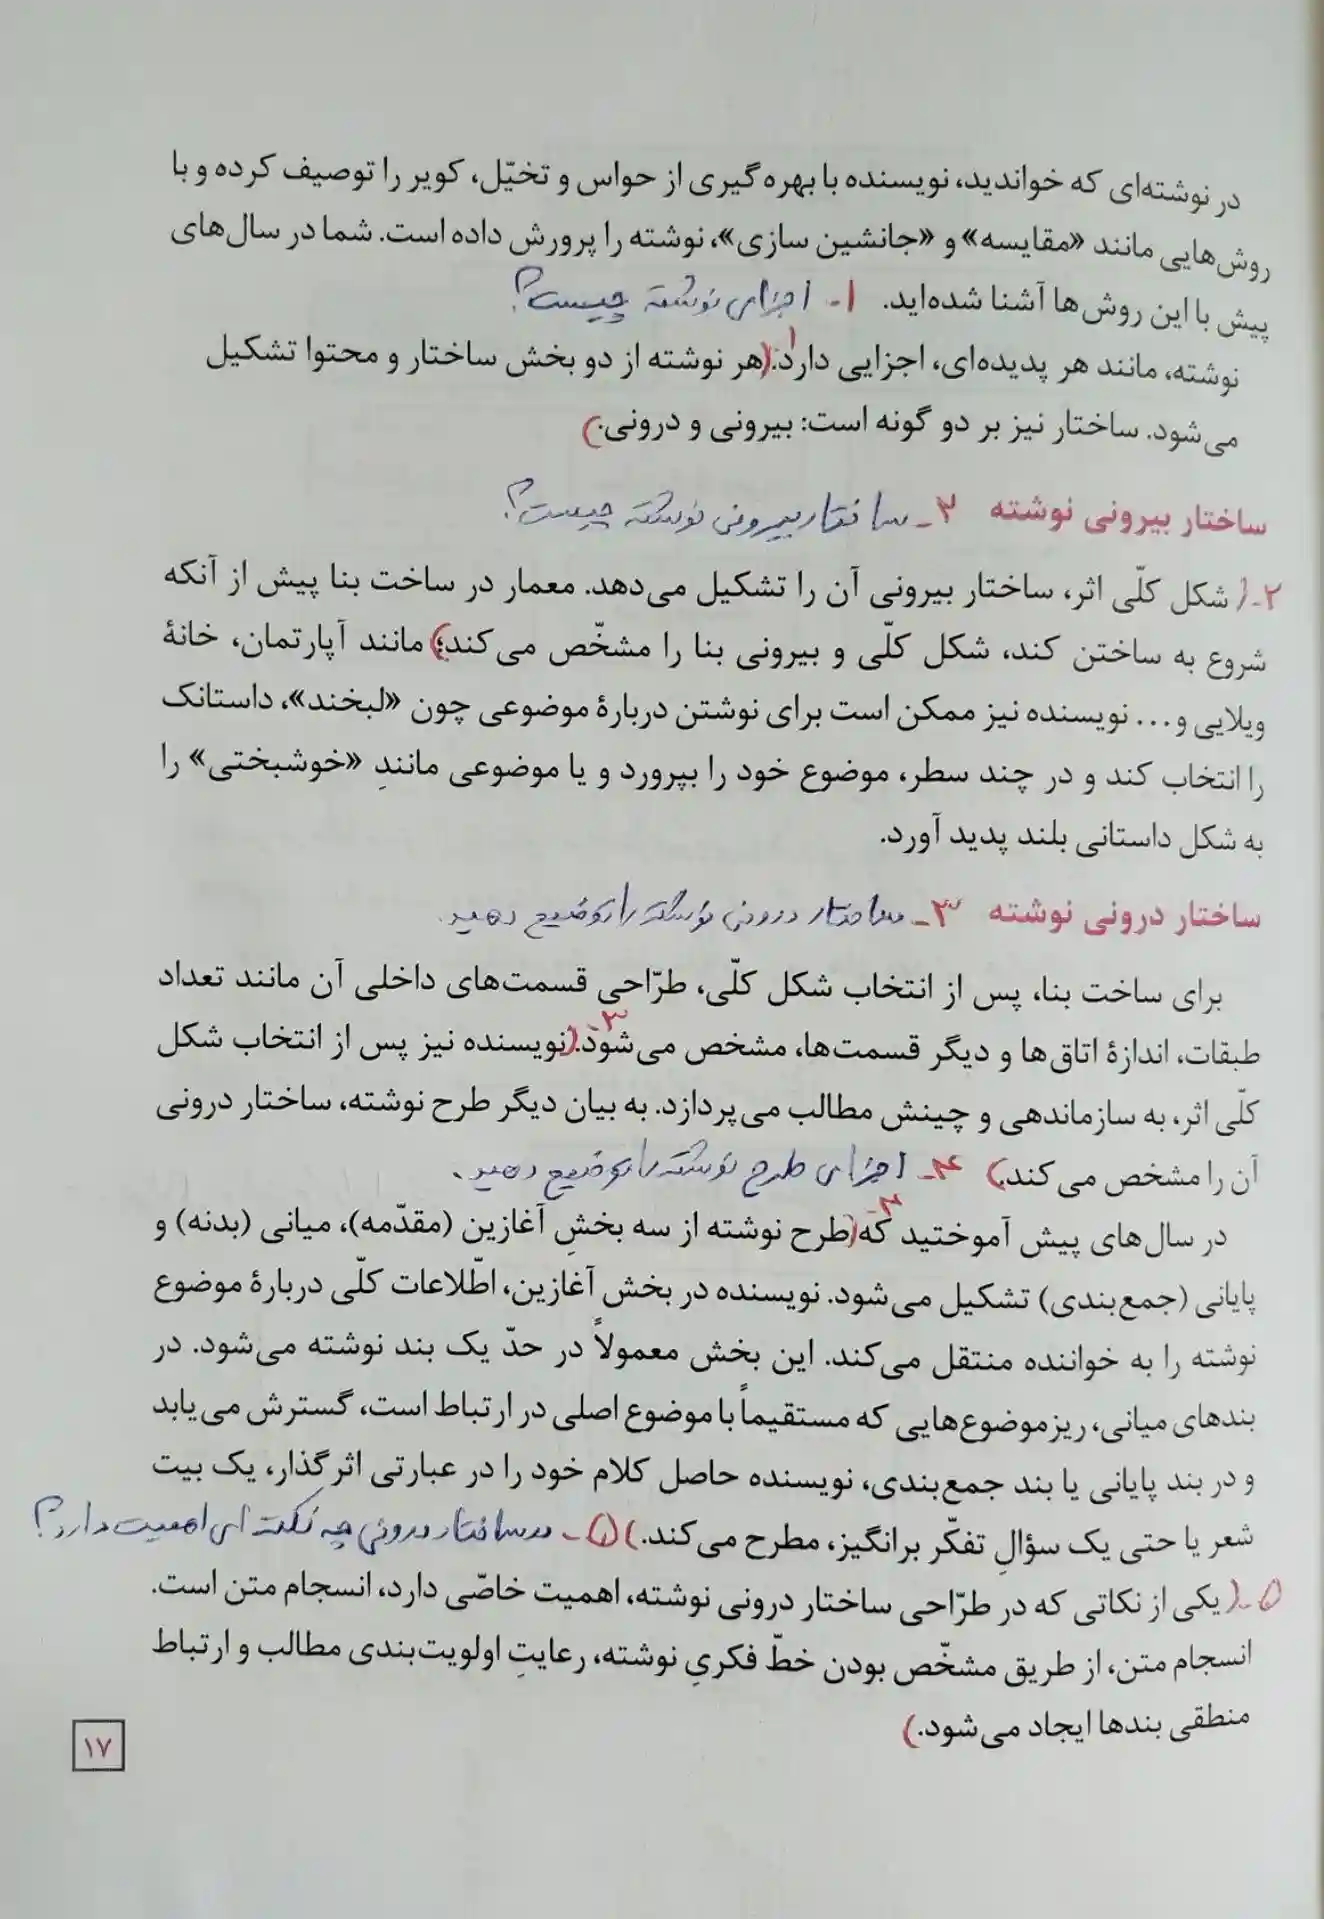 در نوشته‌ای که خواندید، نویسنده با بهره گیری از حواس و تخیّل، کویر را توصیف کرده و با
روش‌هایی مانند «مقایسه» و «جانشین سازی»، نوشته را پرورش داده است. شما در سال‌های
پیش با این روش‌ها آشنا شده‌اید. ۱- اجزای نوشته چیست؟
نوشته، مانند هر پدیده‌ای، اجزایی دارد. ۱(هر نوشته از دو بخش ساختار و محتوا تشکیل
می‌شود. ساختار نیز بر دو گونه است: بیرونی و درونی.)
ساختار بیرونی نوشته ۲- ساختار بیرونی نوشته چیست؟
۲-( شکل کلّی اثر، ساختار بیرونی آن را تشکیل می‌دهد. معمار در ساخت بنا پیش از آنکه
شروع به ساختن کند، شکل کلّی و بیرونی بنا را مشخّص می‌کند؛) مانند آپارتمان، خانهٔ
ویلایی و... نویسنده نیز ممکن است برای نوشتن دربارهٔ موضوعی چون «لبخند»، داستانک
را انتخاب کند و در چند سطر، موضوع خود را بپرورد و یا موضوعی مانندِ «خوشبختی» را
به شکل داستانی بلند پدید آورد.
ساختار درونی نوشته ۳- ساختار درونی نوشته را توضیح دهید.
برای ساخت بنا، پس از انتخاب شکل کلّی، طرّاحی قسمت‌های داخلی آن مانند تعداد
طبقات، اندازهٔ اتاق‌ها و دیگر قسمت‌ها، مشخص می‌شود. ۳-(نویسنده نیز پس از انتخاب شکل
کلّی اثر، به سازماندهی و چینش مطالب می‌پردازد. به بیان دیگر طرح نوشته، ساختار درونی
آن را مشخص می‌کند.) ۴- اجزای طرح نوشته را توضیح دهید.
در سال‌های پیش آموختید که ۴-(طرح نوشته از سه بخشِ آغازین (مقدّمه)، میانی (بدنه) و
پایانی (جمع‌بندی) تشکیل می‌شود. نویسنده در بخش آغازین، اطّلاعات کلّی دربارهٔ موضوع
نوشته را به خواننده منتقل می‌کند. این بخش معمولاً در حدّ یک بند نوشته می‌شود. در
بندهای میانی، ریزموضوع‌هایی که مستقیماً با موضوع اصلی در ارتباط است، گسترش می‌یابد
و در بند پایانی یا بند جمع‌بندی، نویسنده حاصل کلام خود را در عبارتی اثرگذار، یک بیت
شعر یا حتی یک سؤالِ تفکّر برانگیز، مطرح می‌کند.) ۵- در ساختار درونی چه نکته ای اهمیت دارد؟
۵-( یکی از نکاتی که در طرّاحی ساختار درونی نوشته، اهمیت خاصّی دارد، انسجام متن است.
انسجام متن، از طریق مشخّص بودن خطّ فکریِ نوشته، رعایتِ اولویت‌بندی مطالب و ارتباط
منطقی بندها ایجاد می‌شود.)
۱۷